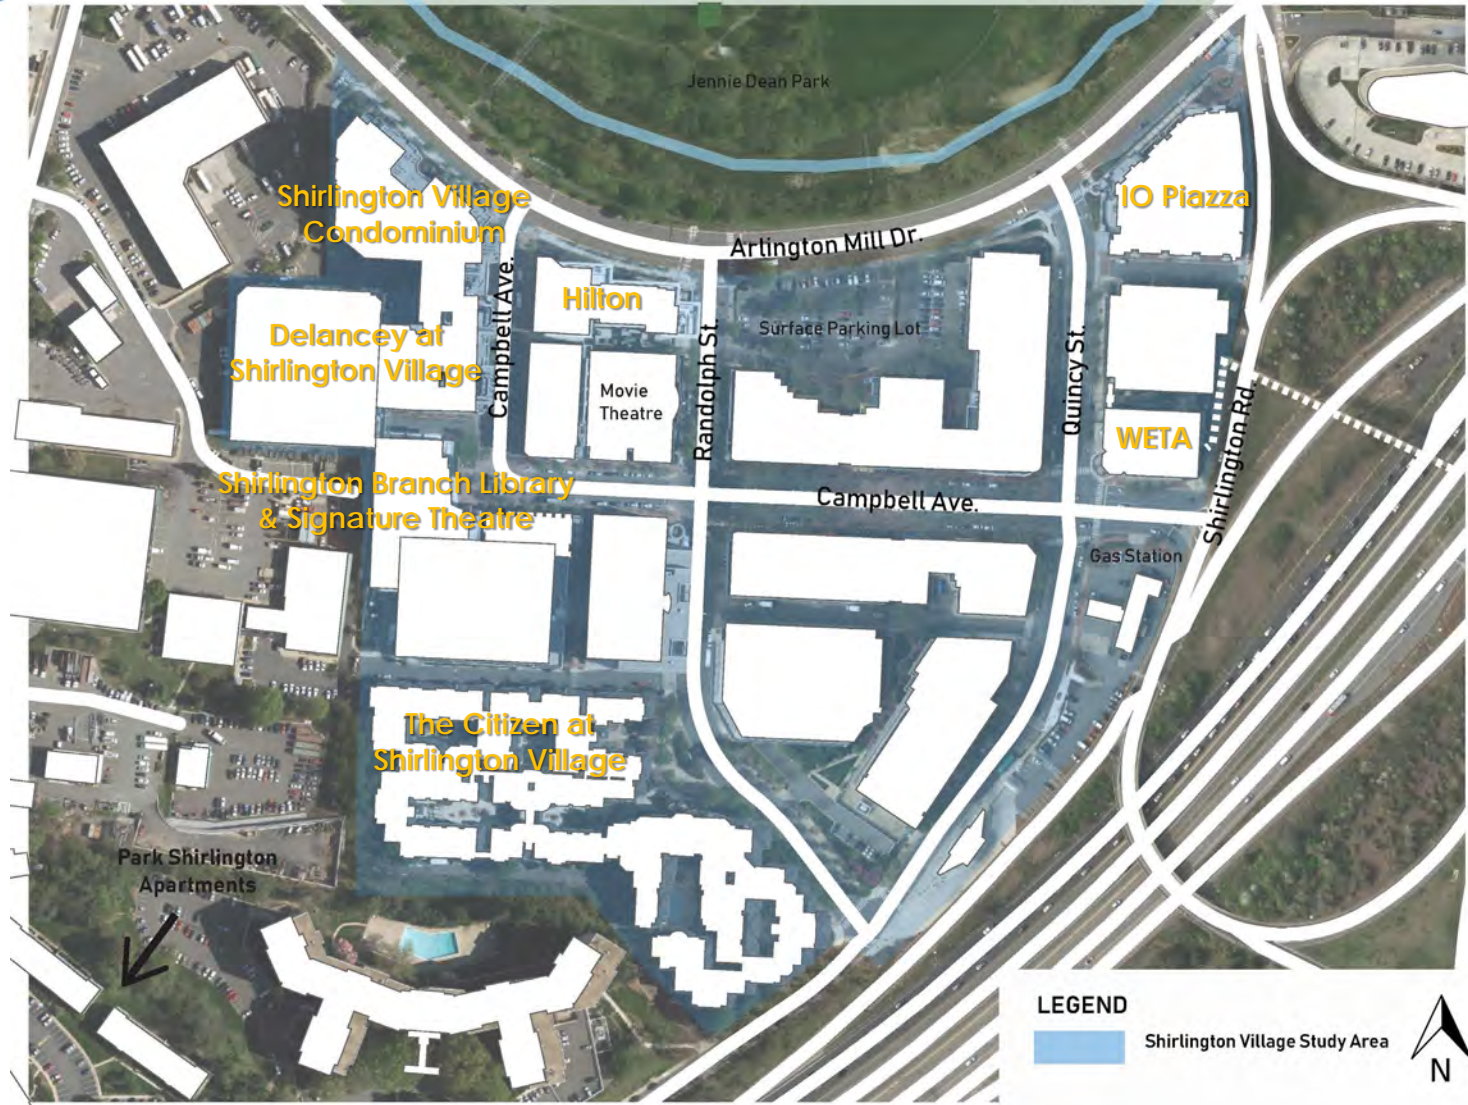 Jennie Dean Park
Shirlington Village
Condominium
IO Piazza
Arlington Mill Dr.
Campbell Ave.
Hilton
Surface Parking Lot
Delancey at
Shirlington Village
Movie
Theatre
Randolph St.
Quincy St.
WETA
Shirlington Rd.
Shirlington Branch Library
& Signature Theatre
Campbell Ave.
Gas Station
The Citizen at
Shirlington Village
Park Shirlington
Apartments
LEGEND
Shirlington Village Study Area
N